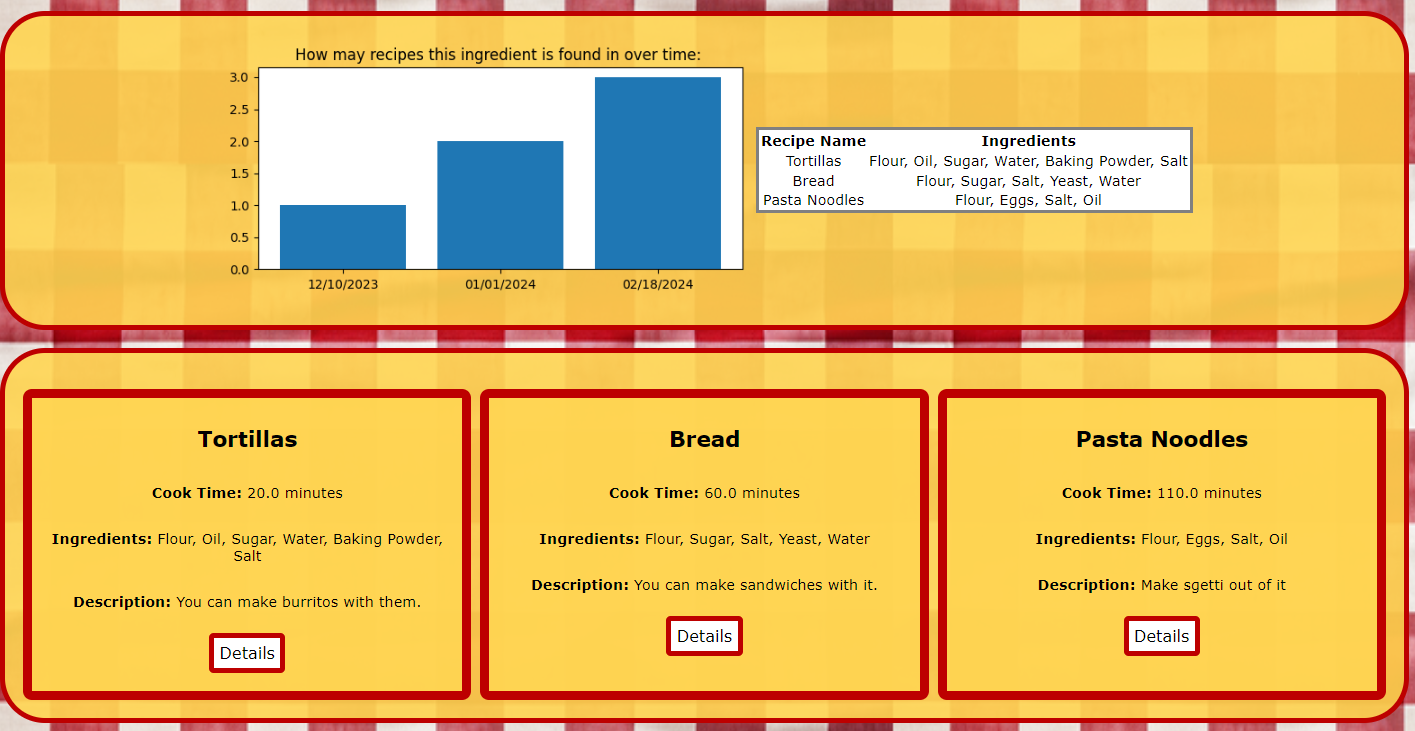 How may recipes this ingredient is found in over time:
3.0
2.5
2.0
1.5
1.0
0.5
0.0
12/10/2023 01/01/2024 02/18/2024
Recipe Name Ingredients
Tortillas Flour, Oil, Sugar, Water, Baking Powder, Salt
Bread Flour, Sugar, Salt, Yeast, Water
Pasta Noodles Flour, Eggs, Salt, Oil
Tortillas
Cook Time: 20.0 minutes
Ingredients: Flour, Oil, Sugar, Water, Baking Powder,
Salt
Description: You can make burritos with them.
Details
Bread
Cook Time: 60.0 minutes
Ingredients: Flour, Sugar, Salt, Yeast, Water
Description: You can make sandwiches with it.
Details
Pasta Noodles
Cook Time: 110.0 minutes
Ingredients: Flour, Eggs, Salt, Oil
Description: Make sgetti out of it
Details